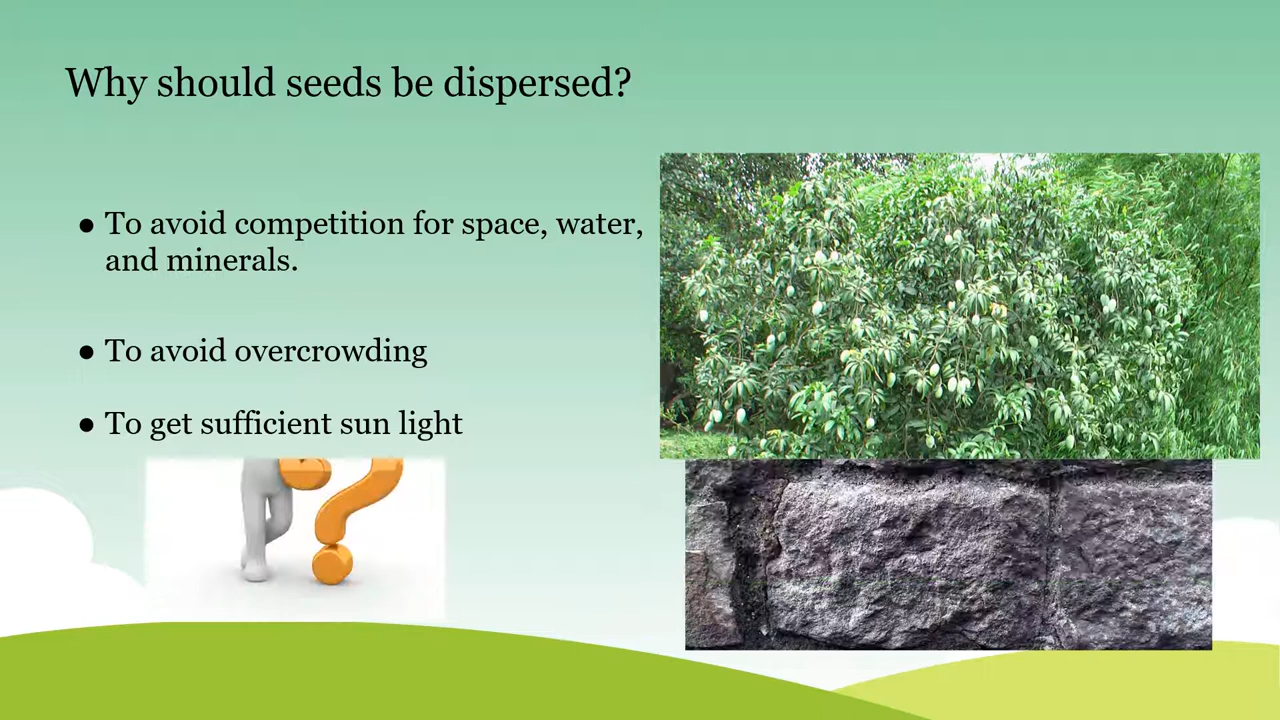 Why should seeds be dispersed?
● To avoid competition for space, water,
and minerals.
● To avoid overcrowding
● To get sufficient sun light